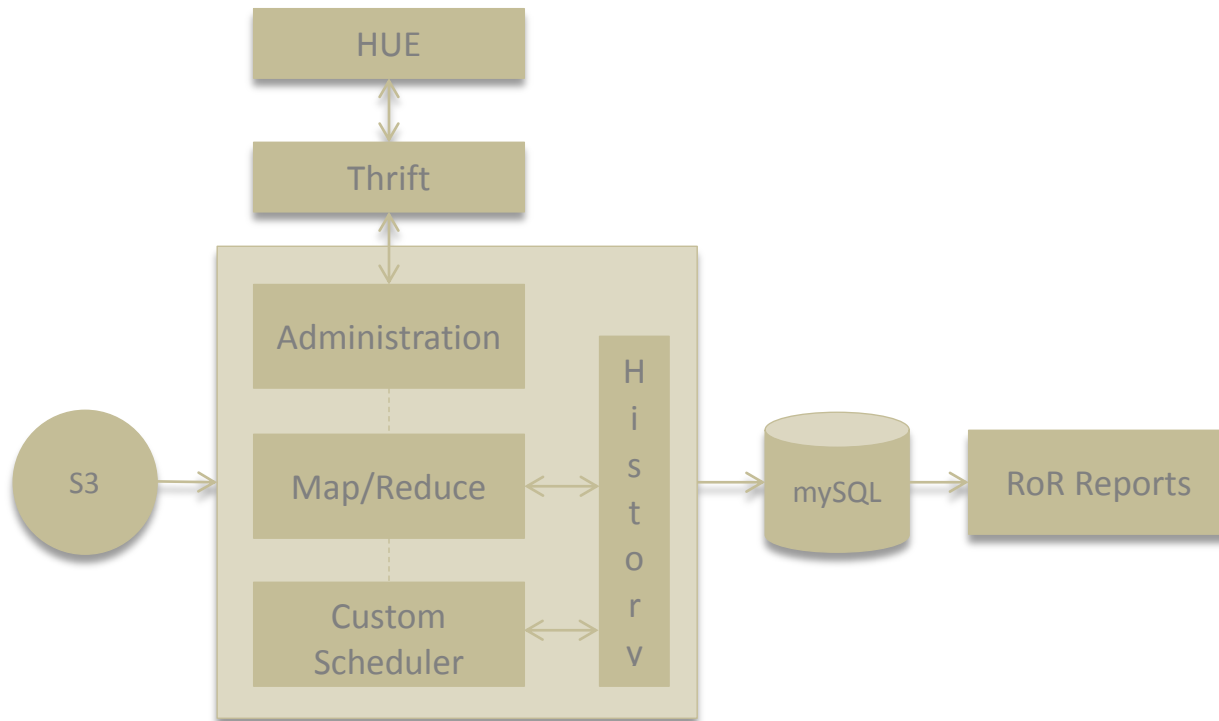 HUE
Thrift
Administration
H
i
s
t
o
r
y
Map/Reduce
S3
mySQL
RoR Reports
Custom
Scheduler